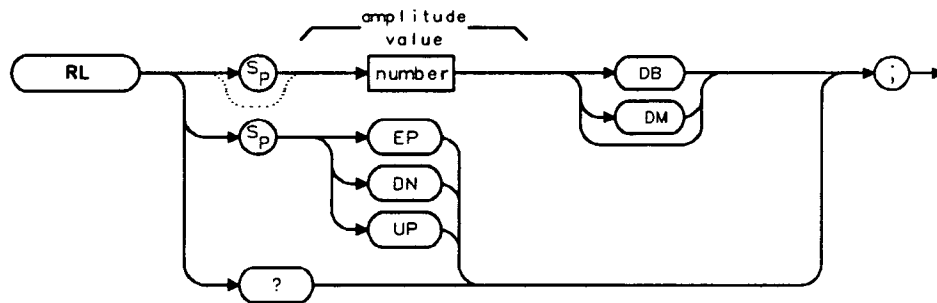 amplitude
value
RL
SP
number
DB
;
DM
SP
EP
DN
UP
?